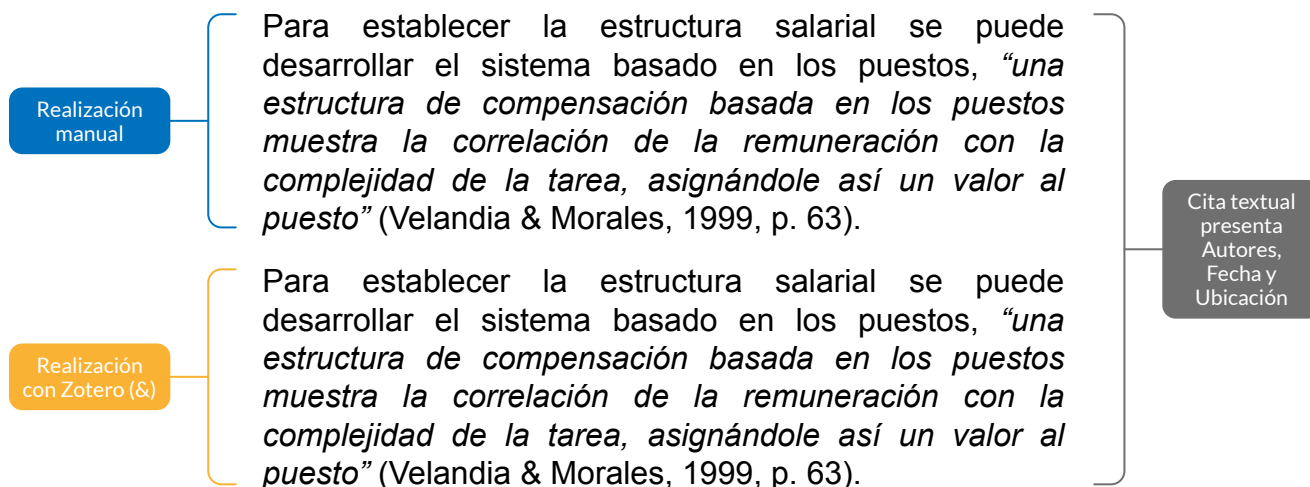 Realización
manual
Para establecer la estructura salarial se puede
desarrollar el sistema basado en los puestos, “una
estructura de compensación basada en los puestos
muestra la correlación de la remuneración con la
complejidad de la tarea, asignándole así un valor al
puesto” (Velandia & Morales, 1999, p. 63).
Realización
con Zotero (&)
Para establecer la estructura salarial se puede
desarrollar el sistema basado en los puestos, “una
estructura de compensación basada en los puestos
muestra la correlación de la remuneración con la
complejidad de la tarea, asignándole así un valor al
puesto” (Velandia & Morales, 1999, p. 63).
Cita textual
presenta
Autores,
Fecha y
Ubicación